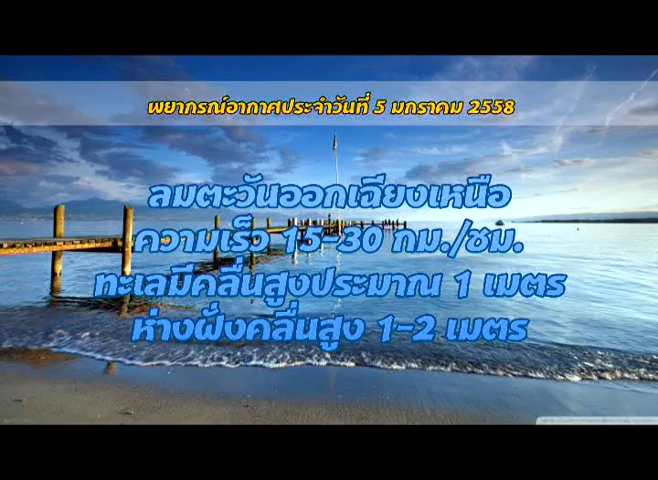 พยากรณ์อากาศประจำวันที่ 5 มกราคม 2558
ลมตะวันออกเฉียงเหนือ
ความเร็ว 15-30 กม./ชม.
ทะเลมีคลื่นสูงประมาณ 1 เมตร
ห่างฝั่งคลื่นสูง 1-2 เมตร